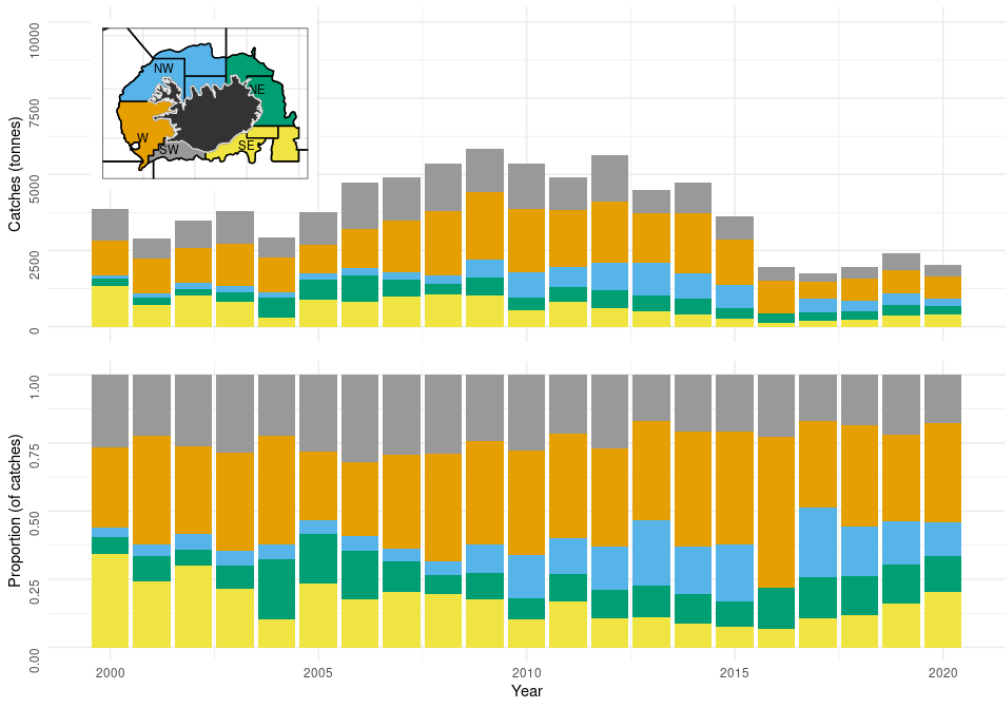 10000
7500
5000
2500
0
Catches (tonnes)
NW
NE
W
SW
SE
1.00
0.75
0.50
0.25
0.00
Proportion (of catches)
2000
2005
2010
2015
2020
Year